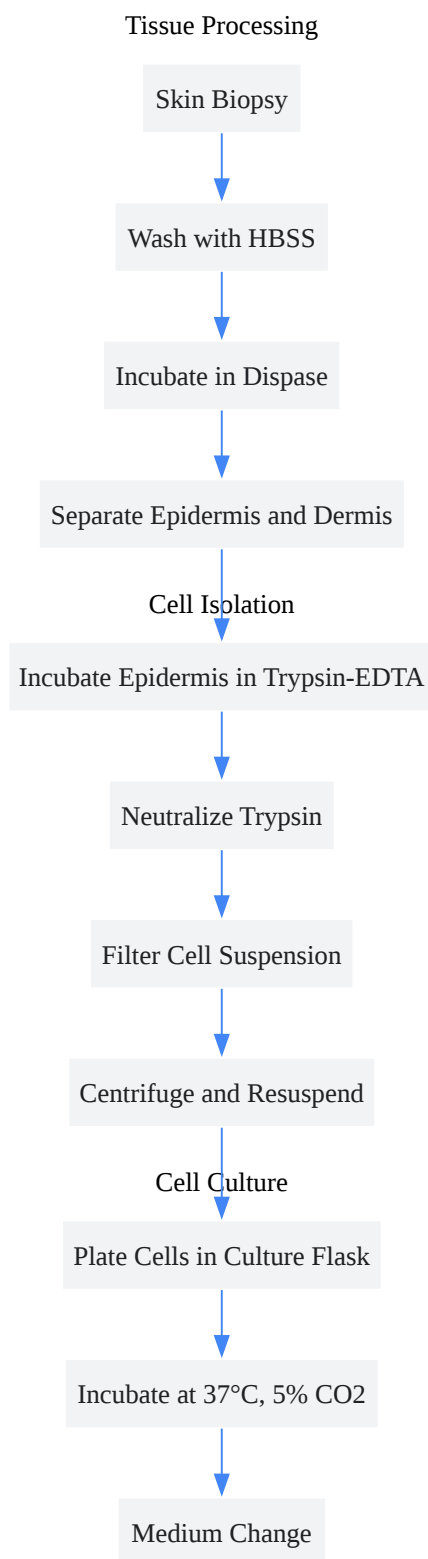 Tissue Processing
Skin Biopsy
Wash with HBSS
Incubate in Dispase
Separate Epidermis and Dermis
Cell Isolation
Incubate Epidermis in Trypsin-EDTA
Neutralize Trypsin
Filter Cell Suspension
Centrifuge and Resuspend
Cell Culture
Plate Cells in Culture Flask
Incubate at 37°C, 5% CO2
Medium Change